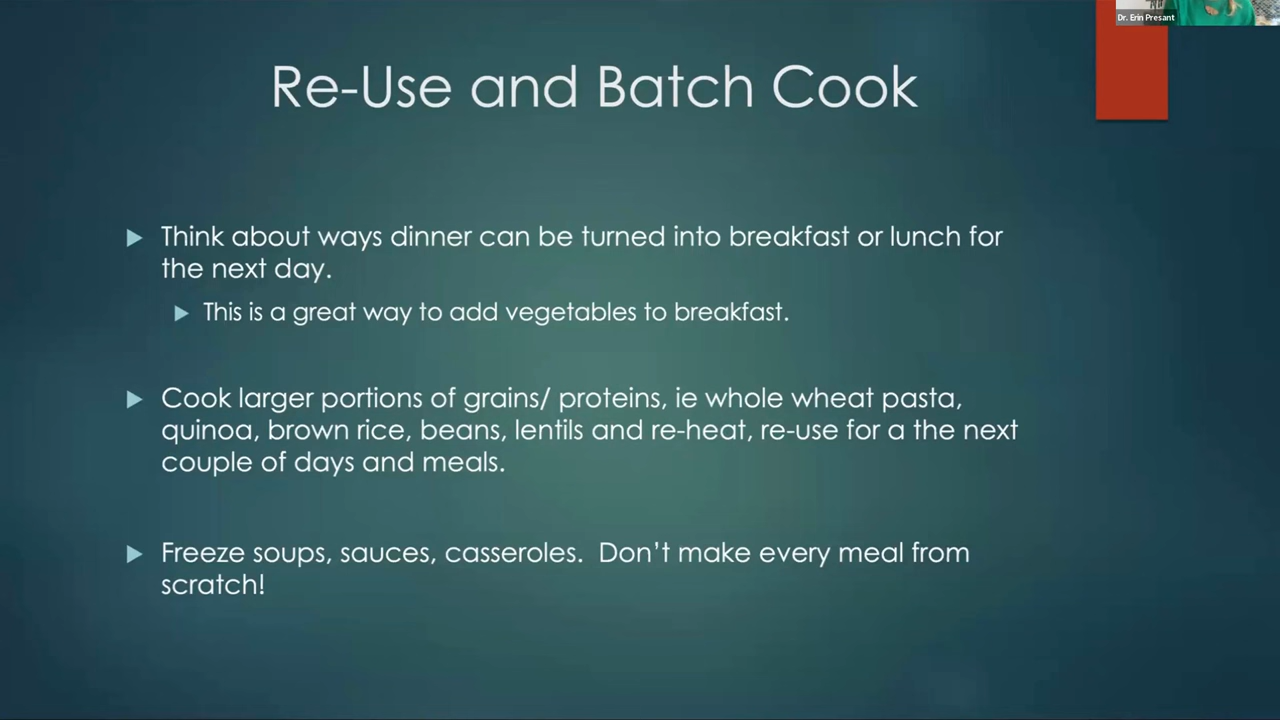 Dr. Erin Presant
Re-Use and Batch Cook
Think about ways dinner can be turned into breakfast or lunch for
the next day.
This is a great way to add vegetables to breakfast.
Cook larger portions of grains/ proteins, ie whole wheat pasta,
quinoa, brown rice, beans, lentils and re-heat, re-use for a the next
couple of days and meals.
Freeze soups, sauces, casseroles.  Don’t make every meal from
scratch!